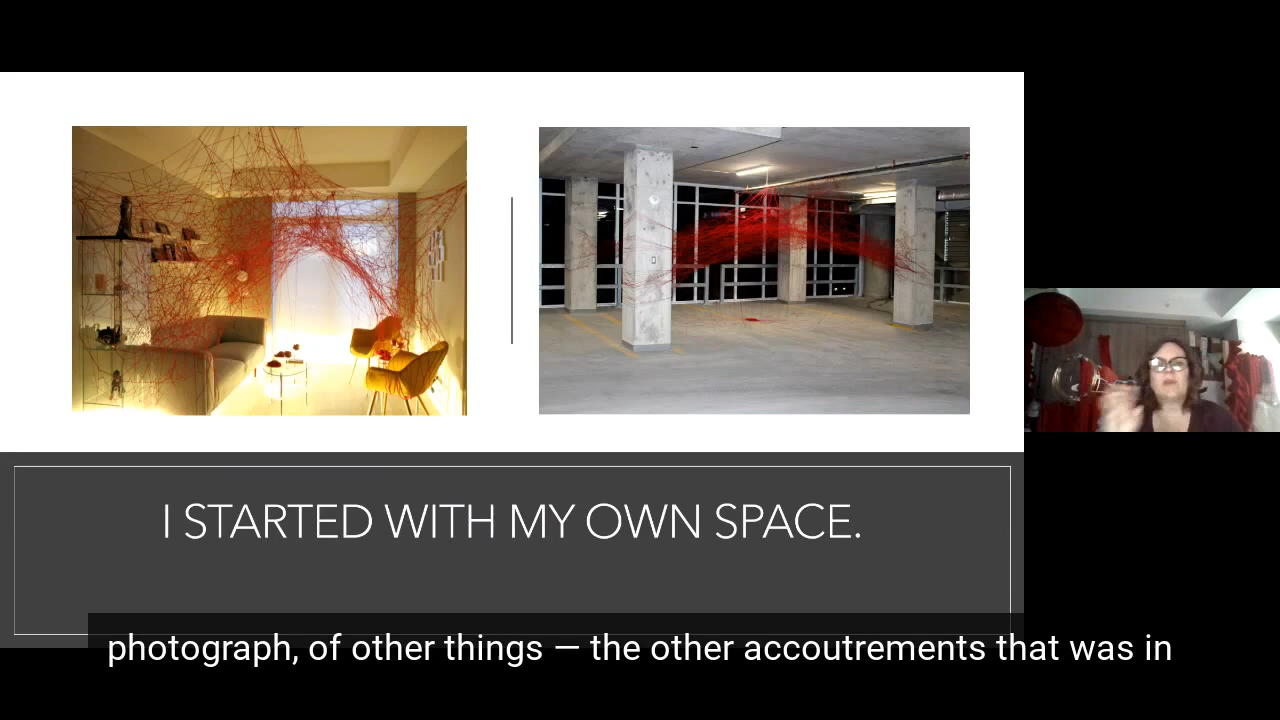 I STARTED WITH MY OWN SPACE.
photograph, of other things — the other accoutrements that was in